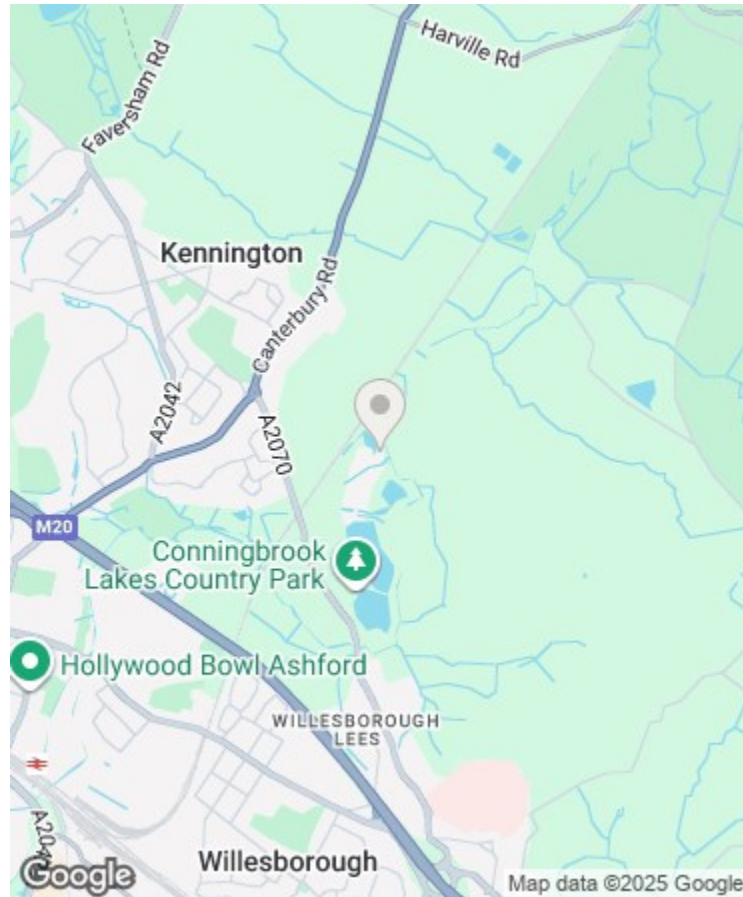 Harville Rd
Faversham Rd
Kennington
Canterbury Rd
A2042
A2070
M20
Conningbrook
Lakes Country Park
Hollywood Bowl Ashford
WILLESBOROUGH
LEES
Willesborough
Google
Map data ©2025 Google